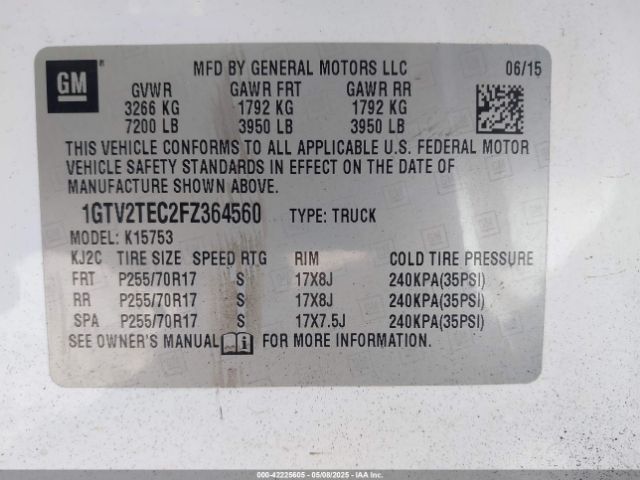 GM
MFD BY GENERAL MOTORS LLC 06/15
GVWR GAWR FRT GAWR RR
3266 KG 1792 KG 1792 KG
7200 LB 3950 LB 3950 LB
THIS VEHICLE CONFORMS TO ALL APPLICABLE U.S. FEDERAL MOTOR
VEHICLE SAFETY STANDARDS IN EFFECT ON THE DATE OF
MANUFACTURE SHOWN ABOVE.
1GTV2TEC2FZ364560 TYPE: TRUCK
MODEL: K15753
KJ2C TIRE SIZE SPEED RTG RIM COLD TIRE PRESSURE
FRT P255/70R17 S 17X8J 240KPA(35PSI)
RR P255/70R17 S 17X8J 240KPA(35PSI)
SPA P255/70R17 S 17X7.5J 240KPA(35PSI)
SEE OWNER'S MANUAL FOR MORE INFORMATION.
000-42225605 - 05/08/2025 - IAAI.COM